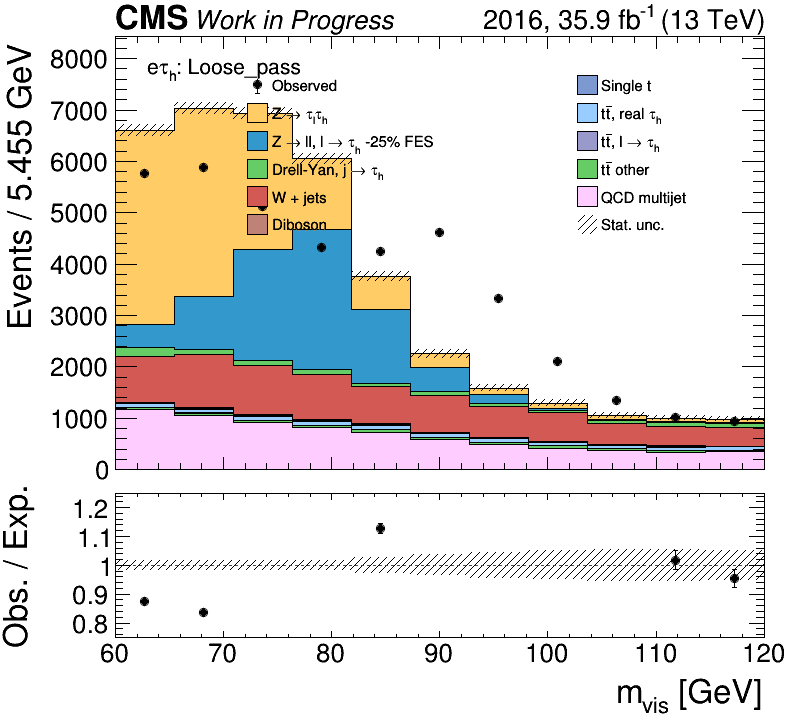 CMS Work in Progress 2016, 35.9 fb⁻¹ (13 TeV)
Events / 5.455 GeV
8000
7000
6000
5000
4000
3000
2000
1000
0
eτₕ: Loose_pass
Observed
Z → τₗτₕ
Z → ll, l → τₕ -25% FES
Drell-Yan, j → τₕ
W + jets
Diboson
Single t
tt̄, real τₕ
tt̄, l → τₕ
tt̄ other
QCD multijet
Stat. unc.
Obs. / Exp.
1.2
1.1
1
0.9
0.8
60 70 80 90 100 110 120
m_vis [GeV]